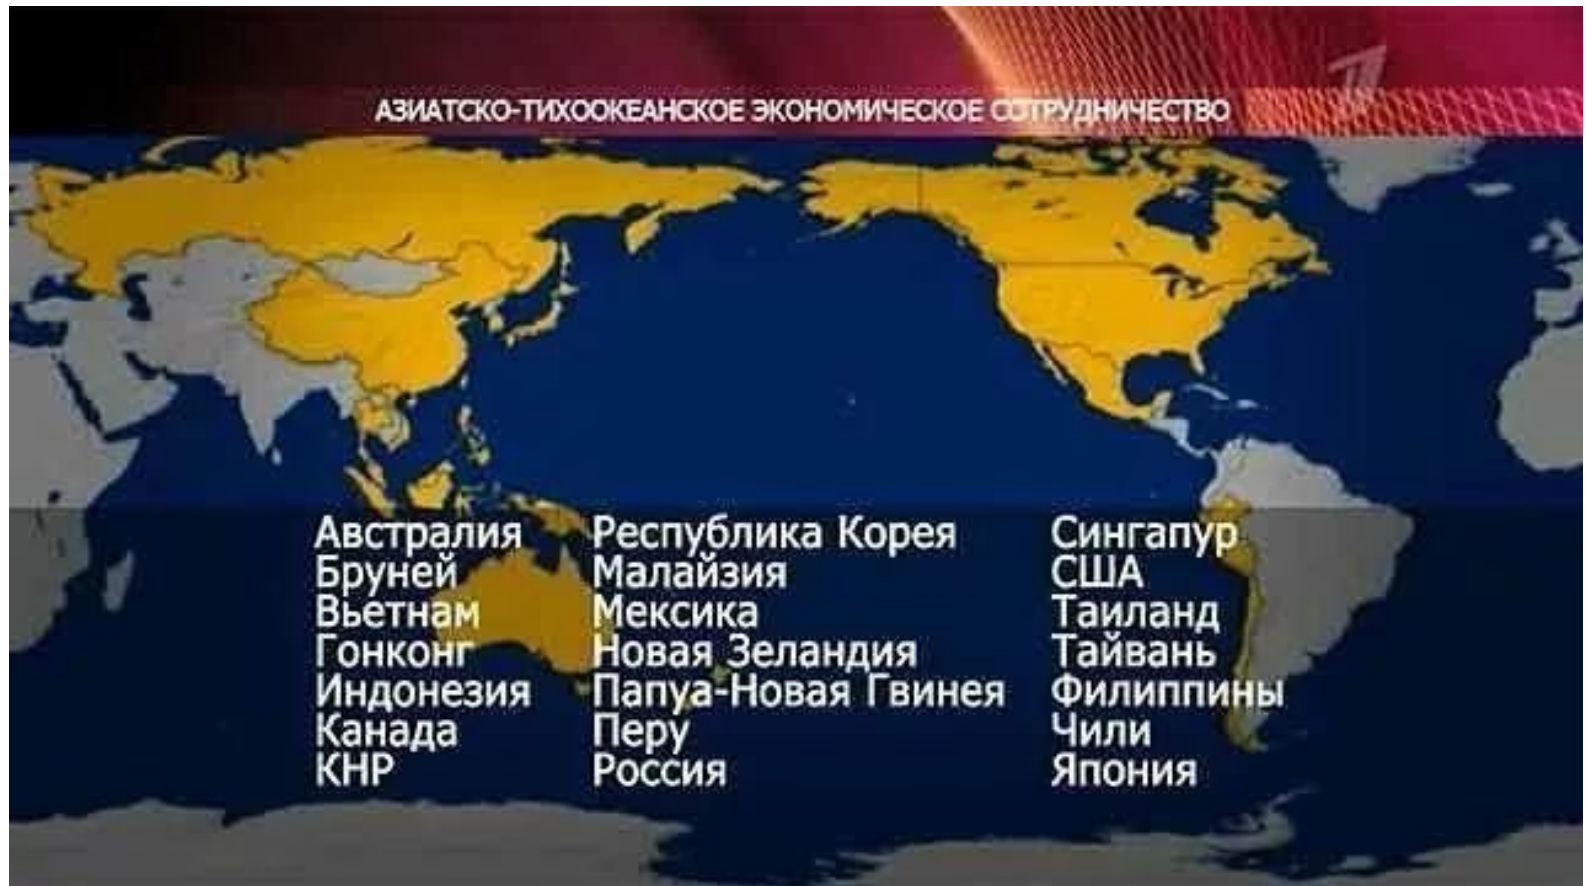 АЗИАТСКО-ТИХООКЕАНСКОЕ ЭКОНОМИЧЕСКОЕ СОТРУДНИЧЕСТВО
Австралия
Бруней
Вьетнам
Гонконг
Индонезия
Канада
КНР
Республика Корея
Малайзия
Мексика
Новая Зеландия
Папуа-Новая Гвинея
Перу
Россия
Сингапур
США
Таиланд
Тайвань
Филиппины
Чили
Япония